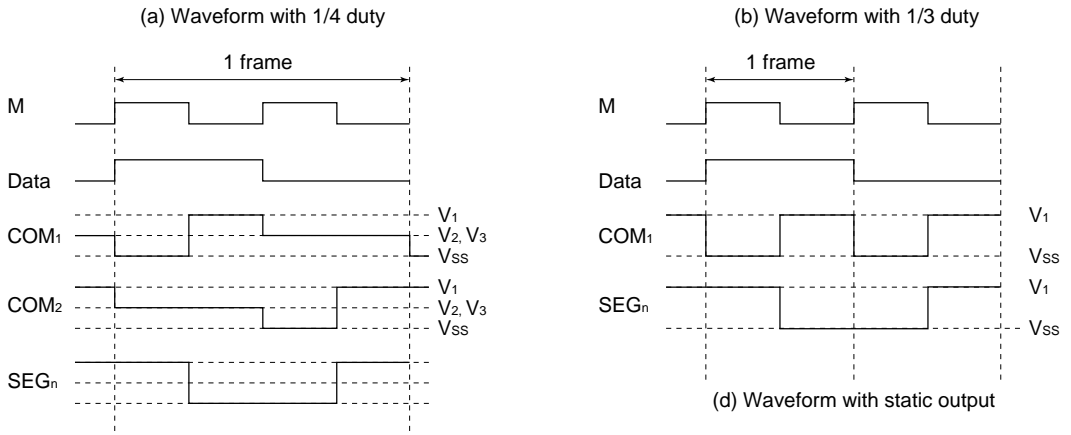 (a) Waveform with 1/4 duty
(b) Waveform with 1/3 duty
1 frame
M
Data
COM1
V1
V2, V3
VSS
COM2
V1
V2, V3
VSS
SEGn
1 frame
M
Data
COM1
V1
VSS
SEGn
V1
VSS
(d) Waveform with static output